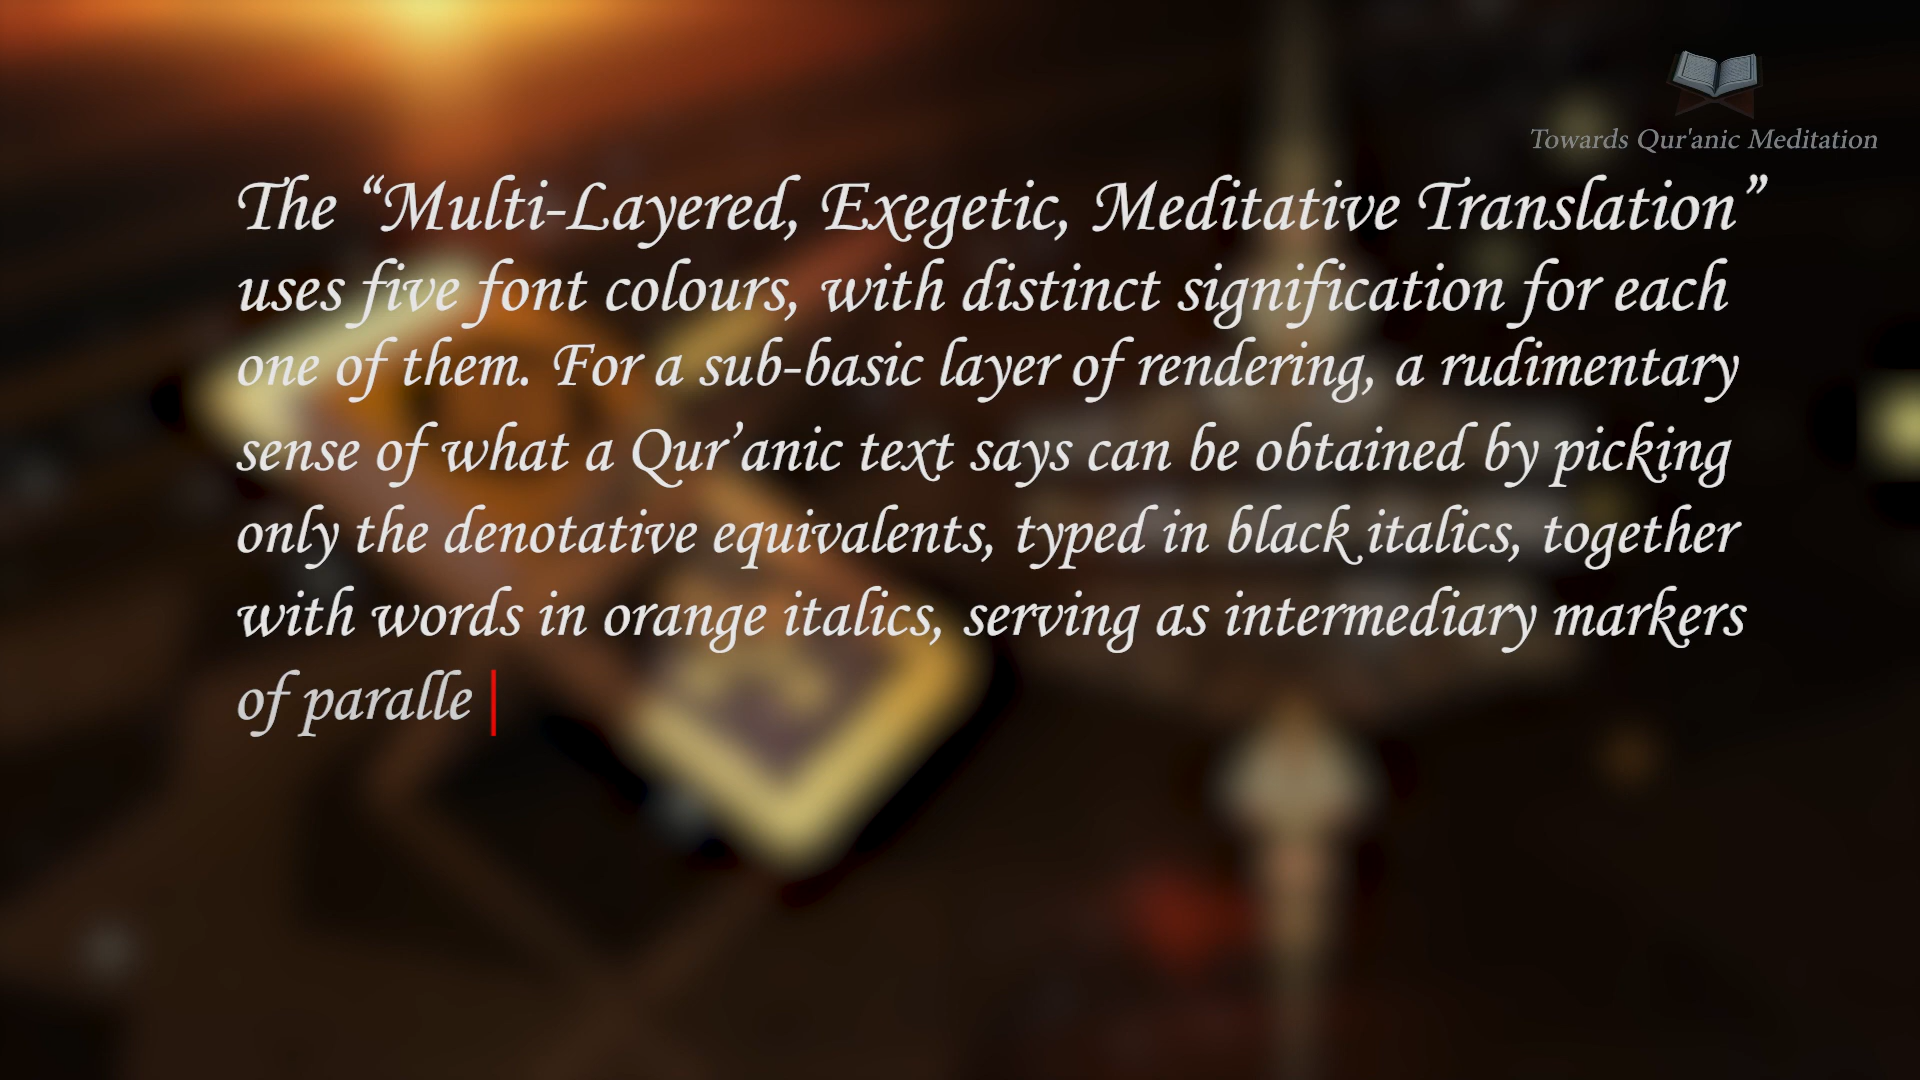 Towards Qur'anic Meditation
The “Multi-Layered, Exegetic, Meditative Translation”
uses five font colours, with distinct signification for each
one of them. For a sub-basic layer of rendering, a rudimentary
sense of what a Qur’anic text says can be obtained by picking
only the denotative equivalents, typed in black italics, together
with words in orange italics, serving as intermediary markers
of paralle